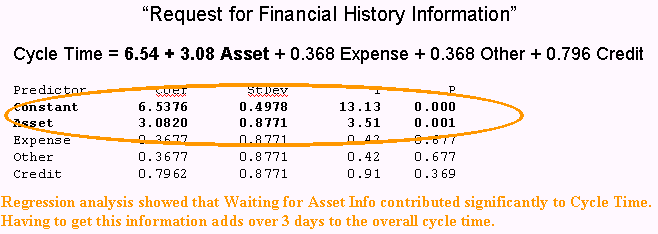 “Request for Financial History Information”
Cycle Time = 6.54 + 3.08 Asset + 0.368 Expense + 0.368 Other + 0.796 Credit
Predictor Coef StDev T P
Constant 6.5376 0.4978 13.13 0.000
Asset 3.0820 0.8771 3.51 0.001
Expense 0.3677 0.8771 0.42 0.677
Other 0.3677 0.8771 0.42 0.677
Credit 0.7962 0.8771 0.91 0.369
Regression analysis showed that Waiting for Asset Info contributed significantly to Cycle Time.
Having to get this information adds over 3 days to the overall cycle time.